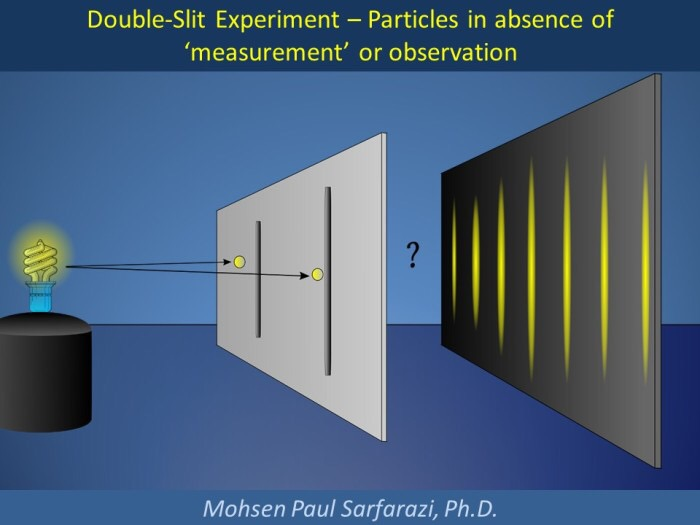 Double-Slit Experiment – Particles in absence of
‘measurement’ or observation
?
Mohsen Paul Sarfarazi, Ph.D.